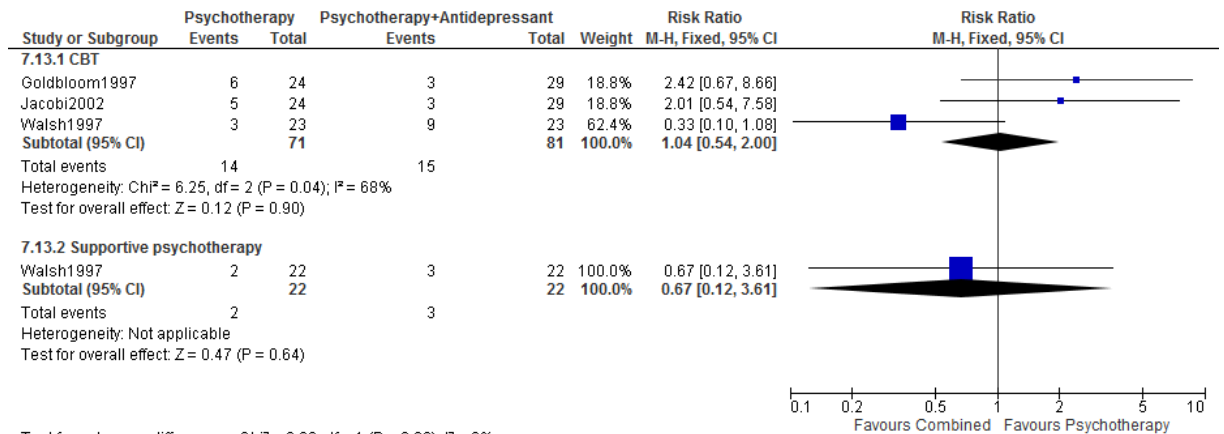 Psychotherapy Psychotherapy+Antidepressant Risk Ratio Risk Ratio
Study or Subgroup Events Total Events Total Weight M-H, Fixed, 95% CI M-H, Fixed, 95% CI
7.13.1 CBT
Goldbloom1997 6 24 3 29 18.8% 2.42 [0.67, 8.66]
Jacobi2002 5 24 3 29 18.8% 2.01 [0.54, 7.58]
Walsh1997 3 23 9 23 62.4% 0.33 [0.10, 1.08]
Subtotal (95% CI) 71 81 100.0% 1.04 [0.54, 2.00]
Total events 14 15
Heterogeneity: Chi² = 6.25, df = 2 (P = 0.04); I² = 68%
Test for overall effect: Z = 0.12 (P = 0.90)
7.13.2 Supportive psychotherapy
Walsh1997 2 22 3 22 100.0% 0.67 [0.12, 3.61]
Subtotal (95% CI) 22 22 100.0% 0.67 [0.12, 3.61]
Total events 2 3
Heterogeneity: Not applicable
Test for overall effect: Z = 0.47 (P = 0.64)
0.1 0.2 0.5 1 2 5 10
Favours Combined Favours Psychotherapy